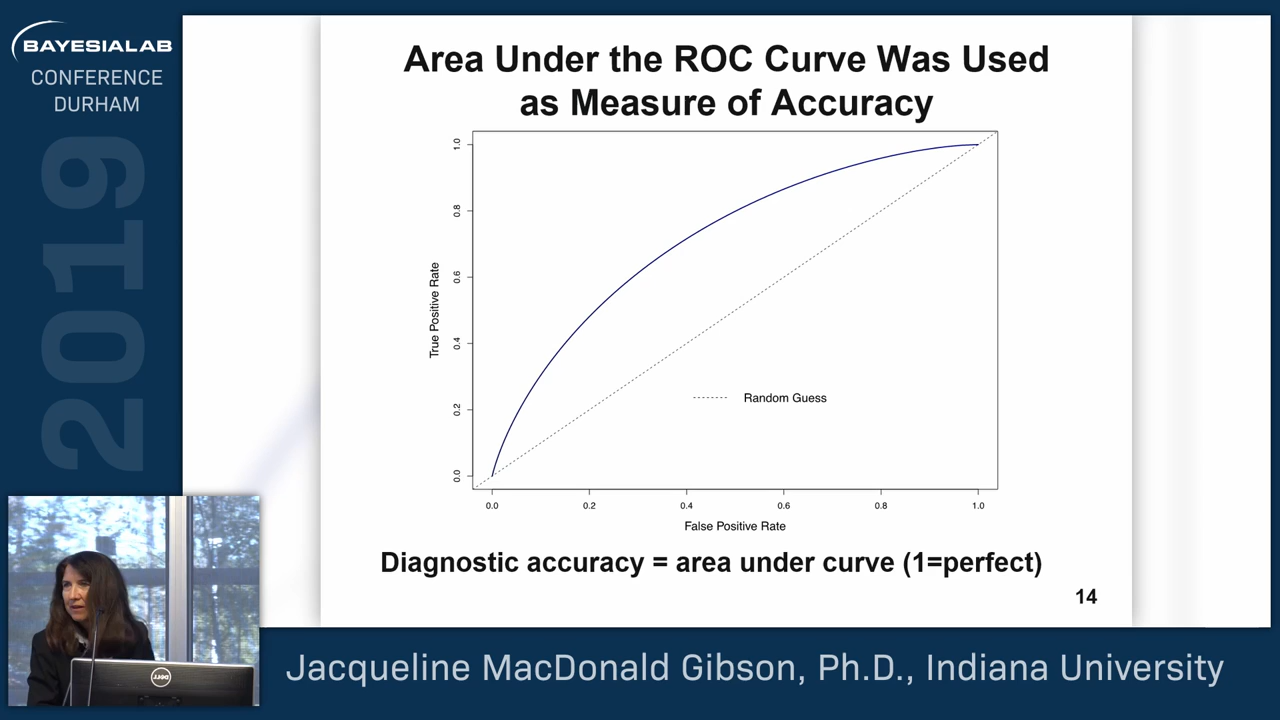 BAYESIALAB
CONFERENCE
DURHAM
2019
Area Under the ROC Curve Was Used
as Measure of Accuracy
1.0
0.8
0.6
0.4
0.2
0.0
True Positive Rate
Random Guess
0.0 0.2 0.4 0.6 0.8 1.0
False Positive Rate
Diagnostic accuracy = area under curve (1=perfect)
14
DELL
Jacqueline MacDonald Gibson, Ph.D., Indiana University